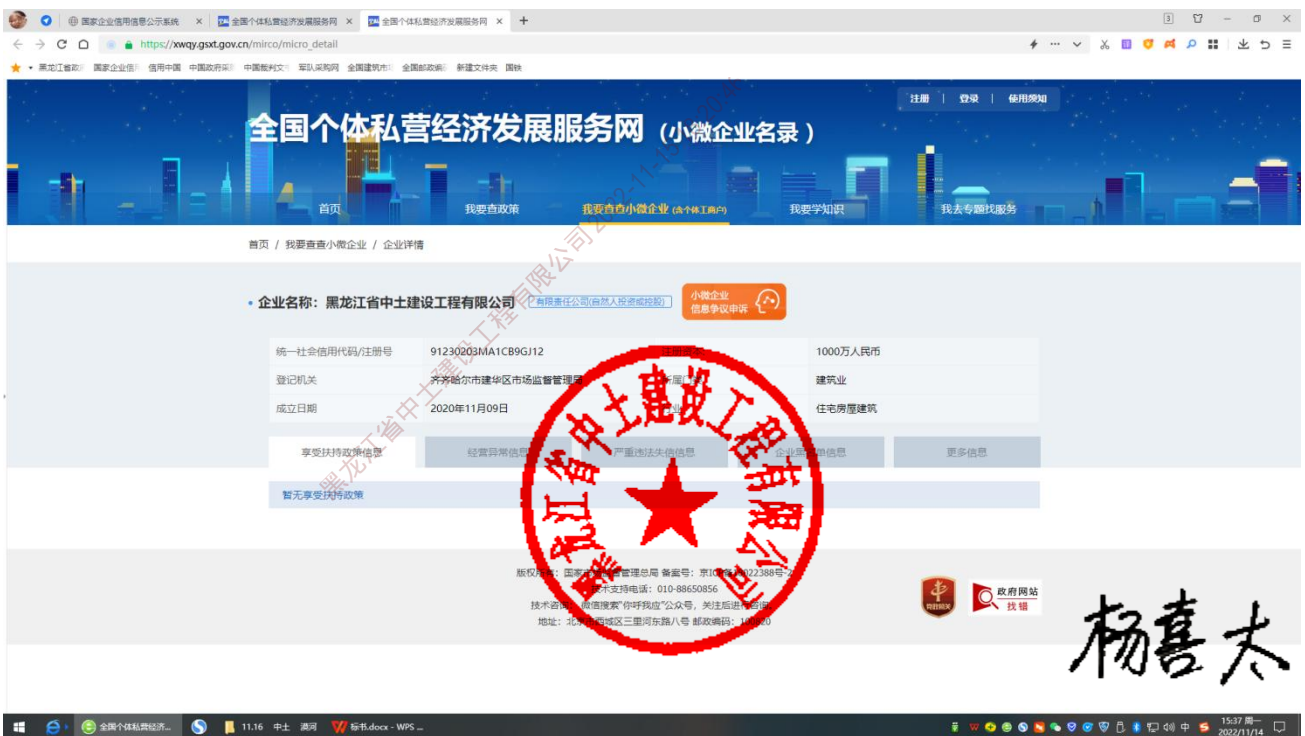 国家企业信用信息公示系统 × 全国个体私营经济发展服务网 × 全国个体私营经济发展服务网 × +
https://xwqy.gsxt.gov.cn/mirco/micro_detail
黑龙江省政 国家企业信 信用中国 中国政府采 中国裁判文 军队采购网 全国建筑市 全国邮政编 新建文件夹 国铁
注册 | 登录 | 使用须知
全国个体私营经济发展服务网（小微企业名录）
首页 我要查政策 我要查查小微企业(含个体工商户) 我要学知识 我去专题找服务
首页 / 我要查查小微企业 / 企业详情
企业名称：黑龙江省中土建设工程有限公司 有限责任公司(自然人投资或控股) 小微企业
信息争议申诉
统一社会信用代码/注册号 91230203MA1CB9GJ12 1000万人民币
登记机关 齐齐哈尔市建华区市场监督管理局 建筑业
成立日期 2020年11月09日 住宅房屋建筑
享受扶持政策信息 经营异常信息 严重违法失信信息 更多信息
暂无享受扶持政策
黑龙江省中土建设工程有限公司
技术支持电话：010-88650856
党政机关 政府网站
找错
杨喜太
全国个体私营经济... 11.16 中土 漠河 标书.docx - WPS ...
中 15:37 周一
2022/11/14